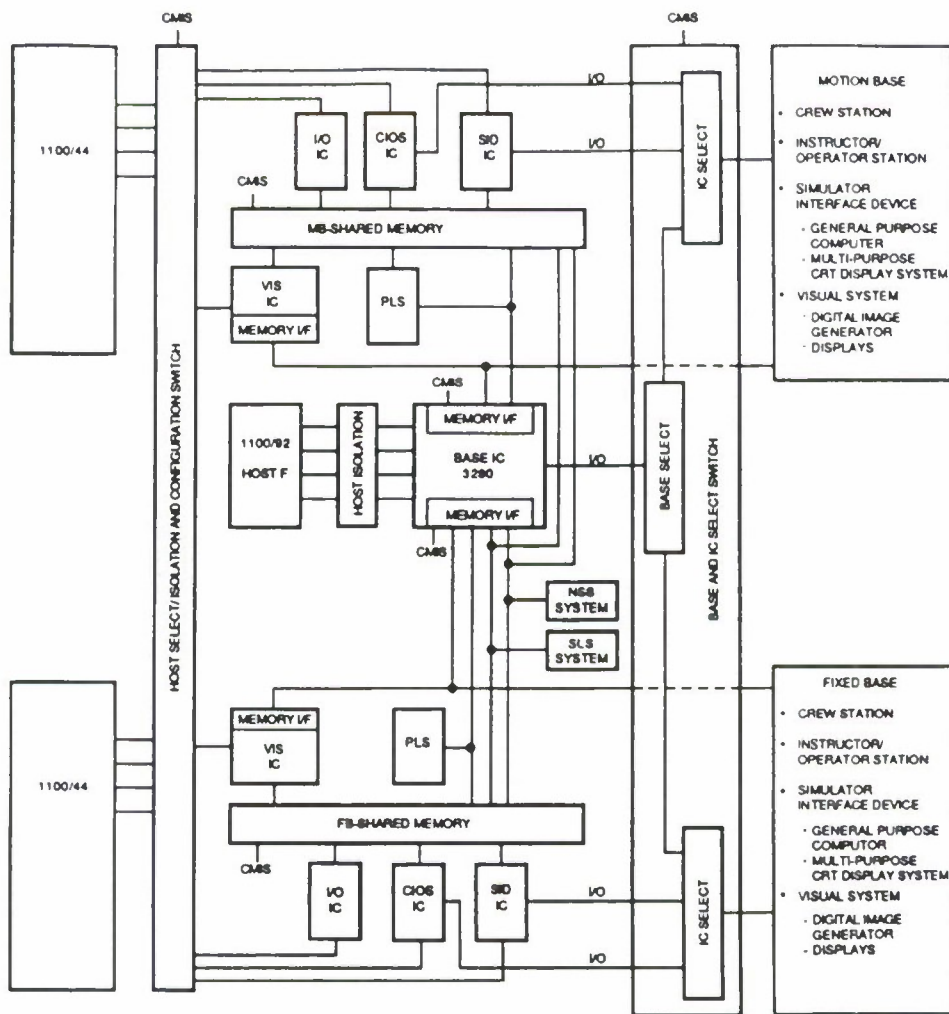 CMIS
CMIS
1100/44
HOST SELECT/ISOLATION AND CONFIGURATION SWITCH
I/O
IC
CIOS
IC
SID
IC
I/O
I/O
IC SELECT
MOTION BASE
• CREW STATION
• INSTRUCTOR/
OPERATOR STATION
• SIMULATOR
INTERFACE DEVICE
- GENERAL PURPOSE
COMPUTER
- MULTI-PURPOSE
CRT DISPLAY SYSTEM
• VISUAL SYSTEM
- DIGITAL IMAGE
GENERATOR
- DISPLAYS
CMIS
MB-SHARED MEMORY
VIS
IC
MEMORY I/F
PLS
CMIS
1100/92
HOST F
HOST ISOLATION
MEMORY I/F
BASE IC
3280
MEMORY I/F
CMIS
I/O
BASE SELECT
BASE AND IC SELECT SWITCH
NSS
SYSTEM
SLS
SYSTEM
1100/44
MEMORY I/F
VIS
IC
PLS
FB-SHARED MEMORY
CMIS
I/O
IC
CIOS
IC
SID
IC
I/O
I/O
IC SELECT
FIXED BASE
• CREW STATION
• INSTRUCTOR/
OPERATOR STATION
• SIMULATOR
INTERFACE DEVICE
- GENERAL PURPOSE
COMPUTOR
- MULTI-PURPOSE
CRT DISPLAY SYSTEM
• VISUAL SYSTEM
- DIGITAL IMAGE
GENERATOR
- DISPLAYS